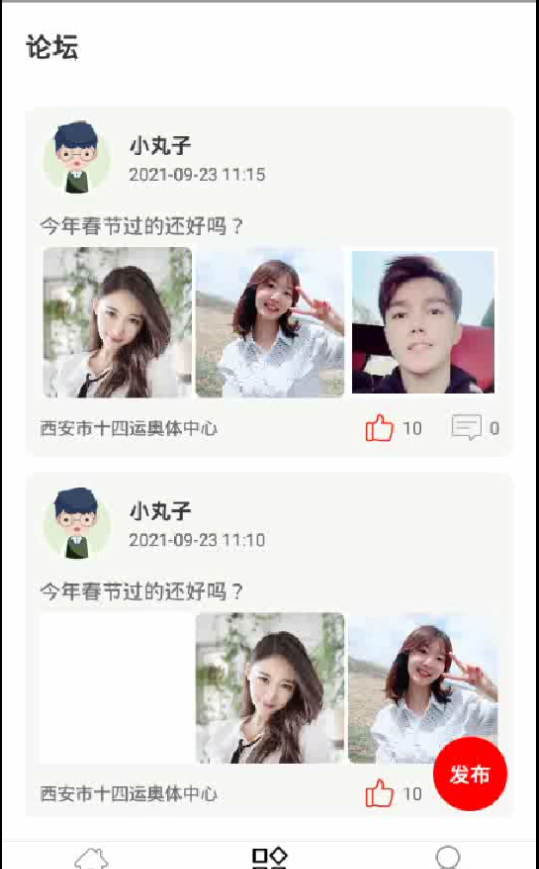 论坛
小丸子
2021-09-23 11:15
今年春节过的还好吗？
西安市十四运奥体中心
10
0
小丸子
2021-09-23 11:10
今年春节过的还好吗？
西安市十四运奥体中心
10
发布